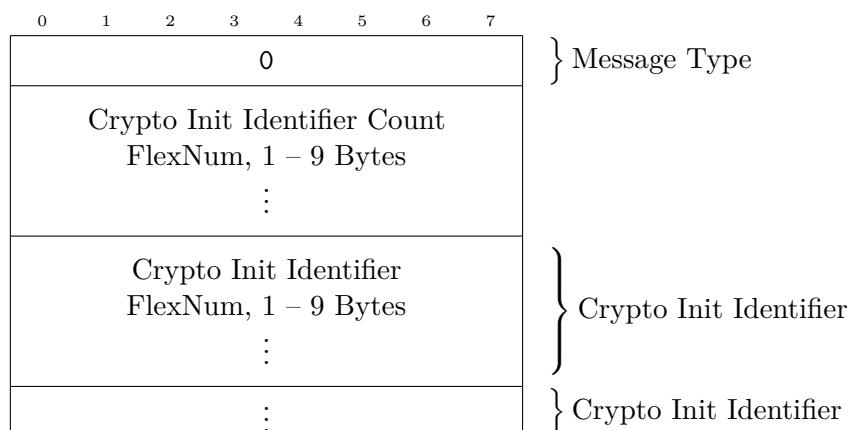 0 1 2 3 4 5 6 7
0 Message Type
Crypto Init Identifier Count
FlexNum, 1 – 9 Bytes
⋮
Crypto Init Identifier
FlexNum, 1 – 9 Bytes
Crypto Init Identifier
⋮
⋮ Crypto Init Identifier